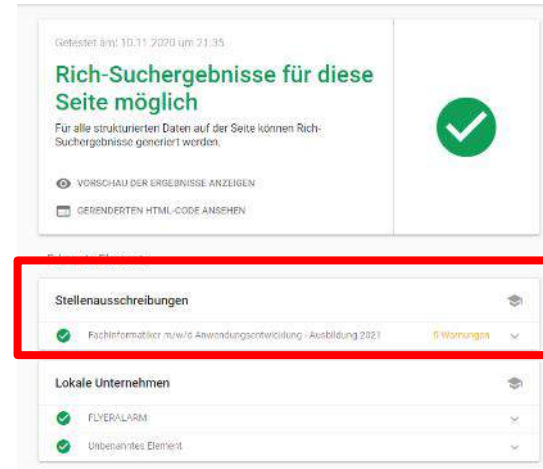 Getestet am: 10.11.2020 um 21:35
Rich-Suchergebnisse für diese
Seite möglich
Für alle strukturierten Daten auf der Seite können Rich-
Suchergebnisse generiert werden.
VORSCHAU DER ERGEBNISSE ANZEIGEN
GERENDERTEN HTML-CODE ANSEHEN
Stellenausschreibungen
Fachinformatiker m/w/d Anwendungsentwicklung - Ausbildung 2021 Warnungen
Lokale Unternehmen
FLYERALARM
Unbenanntes Element